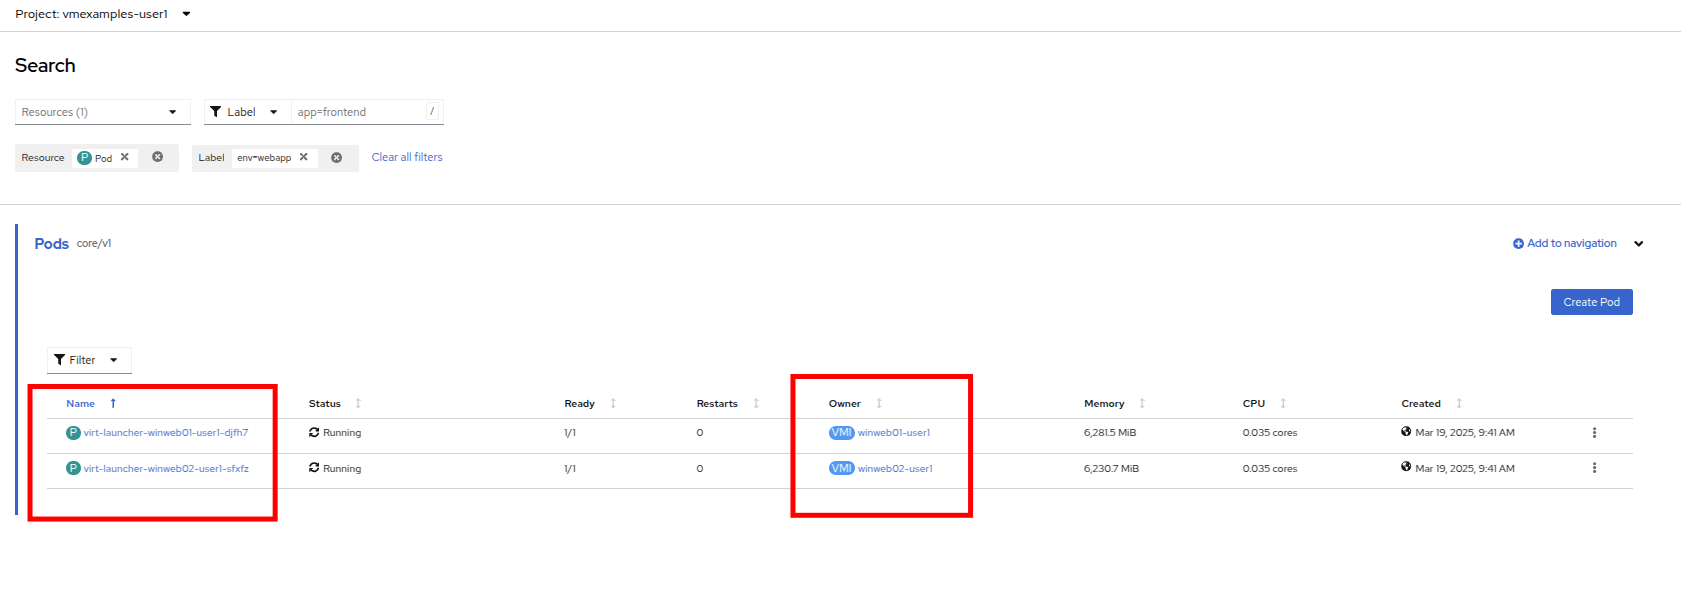 Project: vmexamples-user1
Search
Resources (1) Label app=frontend /
Resource P Pod Label env=webapp Clear all filters
Pods core/v1 Add to navigation
Create Pod
Filter
Name Status Ready Restarts Owner Memory CPU Created
P virt-launcher-winweb01-user1-djfh7 Running 1/1 0 VMI winweb01-user1 6,281.5 MiB 0.035 cores Mar 19, 2025, 9:41 AM
P virt-launcher-winweb02-user1-sfxfz Running 1/1 0 VMI winweb02-user1 6,230.7 MiB 0.035 cores Mar 19, 2025, 9:41 AM